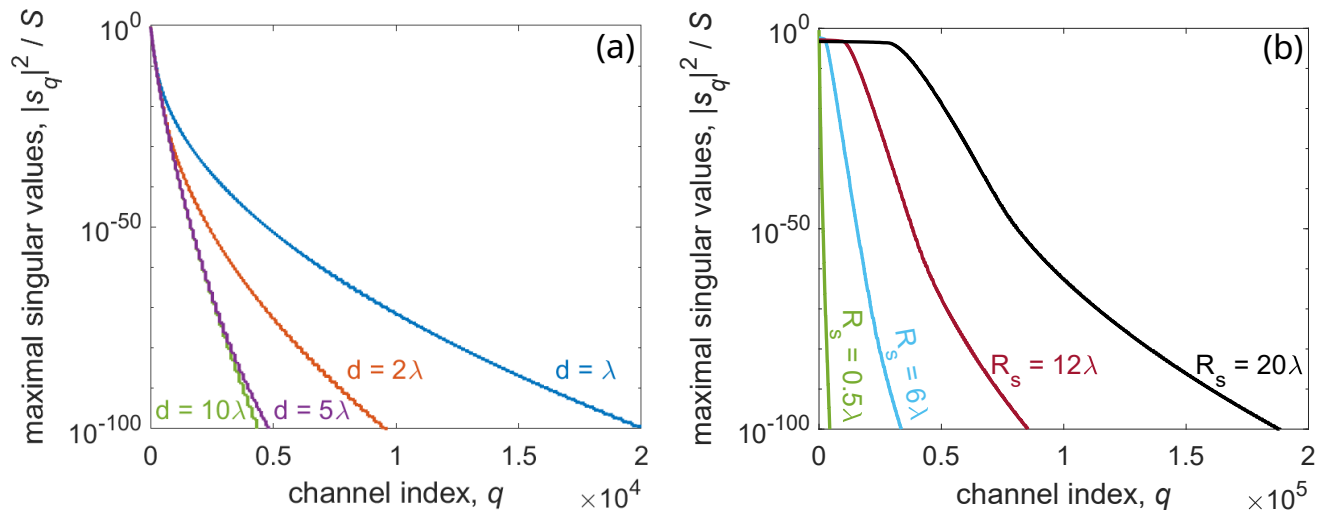 (a)
maximal singular values, |s_q|^2 / S
10^0
10^-50
10^-100
d = λ
d = 2λ
d = 10λ
d = 5λ
0
0.5
1
1.5
2
×10^4
channel index, q
(b)
maximal singular values, |s_q|^2 / S
10^0
10^-50
10^-100
R_s = 0.5λ
R_s = 6λ
R_s = 12λ
R_s = 20λ
0
0.5
1
1.5
2
×10^5
channel index, q